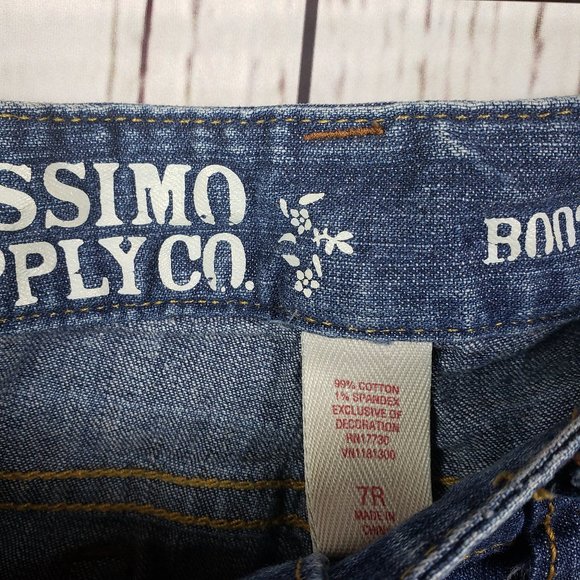 SSIMO
PPLY CO.
BOO
99% COTTON
1% SPANDEX
EXCLUSIVE OF
DECORATION
RN17730
VN1181300
7R
MADE IN
CHINA